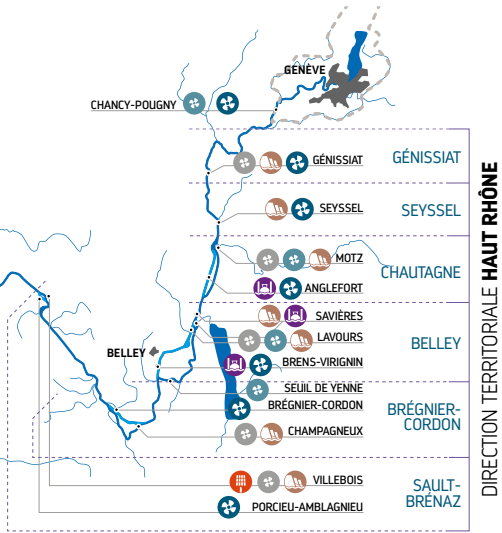 GENÈVE
CHANCY-POUGNY
GÉNISSIAT
GÉNISSIAT
SEYSSEL
SEYSSEL
MOTZ
CHAUTAGNE
ANGLEFORT
SAVIÈRES
LAVOURS
BELLEY
BELLEY
BRENS-VIRIGNIN
SEUIL DE YENNE
BRÉGNIER-CORDON
BRÉGNIER-
CORDON
CHAMPAGNEUX
VILLEBOIS
SAULT-
BRÉNAZ
PORCIEU-AMBLAGNIEU
DIRECTION TERRITORIALE HAUT RHÔNE